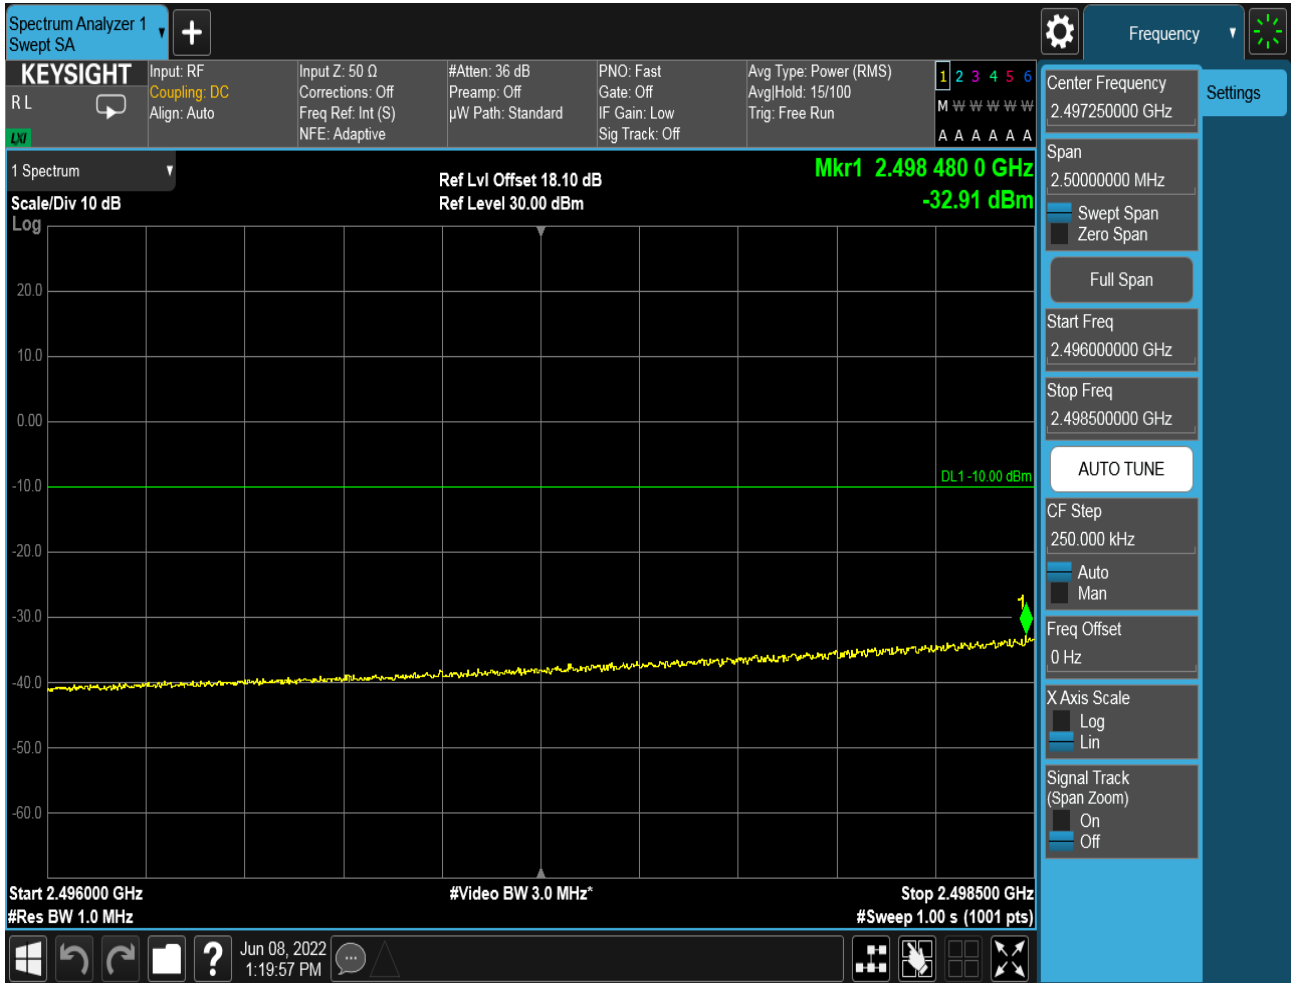 Spectrum Analyzer 1
Swept SA
Frequency
KEYSIGHT
R L
LXI
Input: RF
Coupling: DC
Align: Auto
Input Z: 50 Ω
Corrections: Off
Freq Ref: Int (S)
NFE: Adaptive
#Atten: 36 dB
Preamp: Off
µW Path: Standard
PNO: Fast
Gate: Off
IF Gain: Low
Sig Track: Off
Avg Type: Power (RMS)
Avg|Hold: 15/100
Trig: Free Run
1 2 3 4 5 6
M W W W W W
A A A A A A
1 Spectrum
Scale/Div 10 dB
Log
Ref Lvl Offset 18.10 dB
Ref Level 30.00 dBm
Mkr1 2.498 480 0 GHz
-32.91 dBm
20.0
10.0
0.00
-10.0
-20.0
-30.0
-40.0
-50.0
-60.0
DL1 -10.00 dBm
1
Start 2.496000 GHz
#Res BW 1.0 MHz
#Video BW 3.0 MHz*
Stop 2.498500 GHz
#Sweep 1.00 s (1001 pts)
Center Frequency
2.497250000 GHz
Settings
Span
2.50000000 MHz
Swept Span
Zero Span
Full Span
Start Freq
2.496000000 GHz
Stop Freq
2.498500000 GHz
AUTO TUNE
CF Step
250.000 kHz
Auto
Man
Freq Offset
0 Hz
X Axis Scale
Log
Lin
Signal Track
(Span Zoom)
On
Off
?
Jun 08, 2022
1:19:57 PM